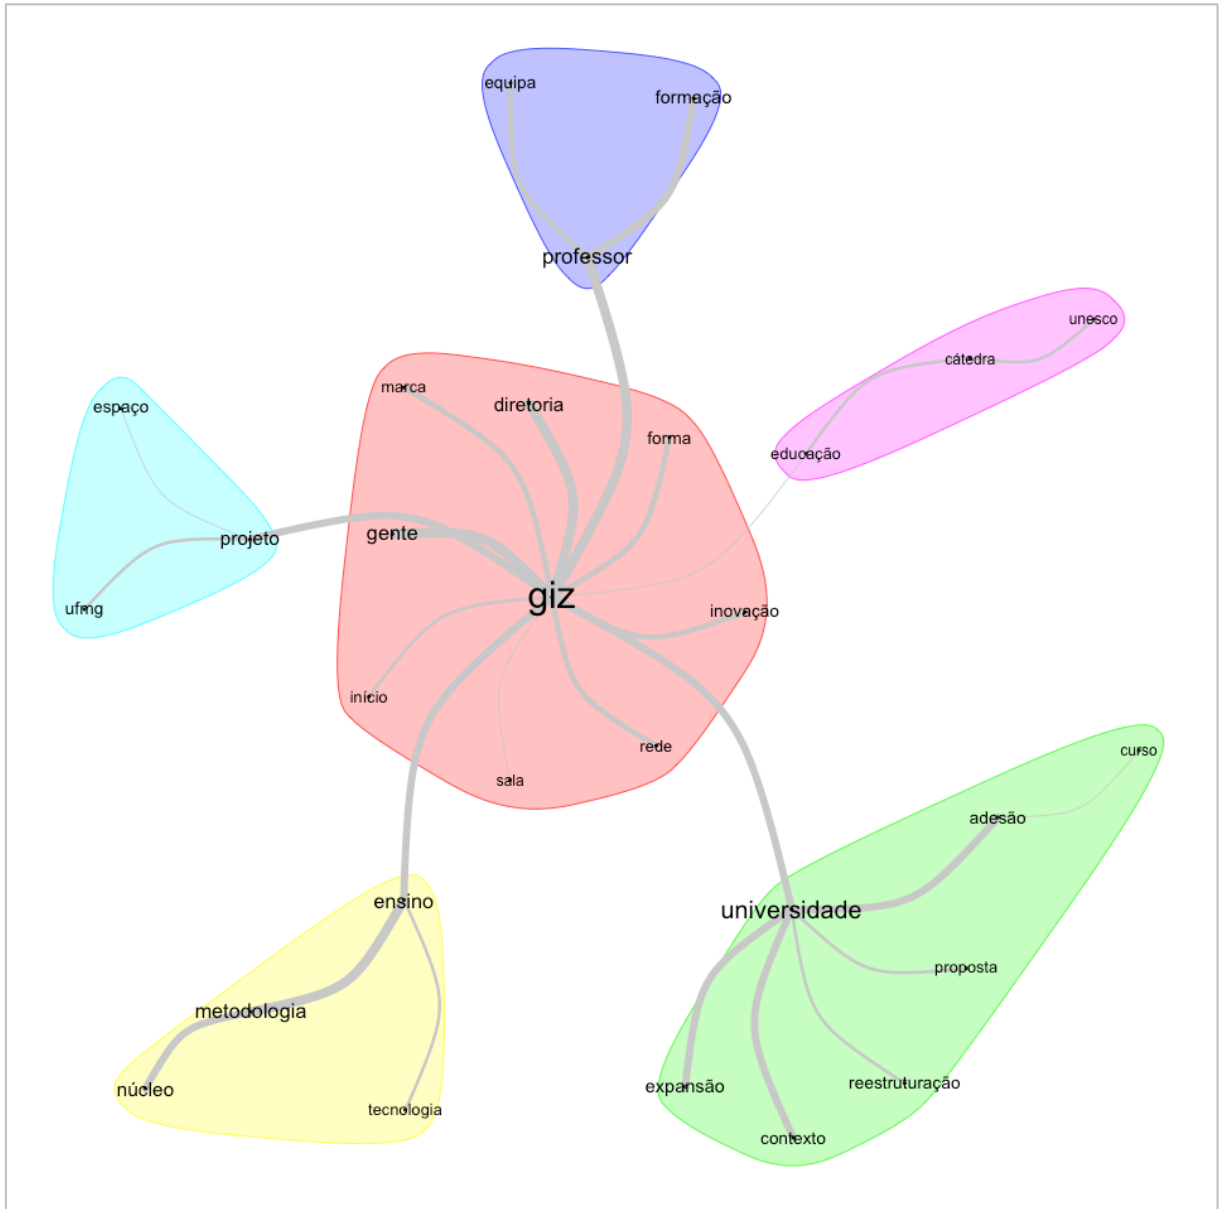 equipa
formação
professor
unesco
cátedra
educação
marca
diretoria
forma
espaço
gente
projeto
giz
ufmg
inovação
início
rede
sala
curso
adesão
ensino
universidade
proposta
metodologia
reestruturação
expansão
núcleo
tecnologia
contexto